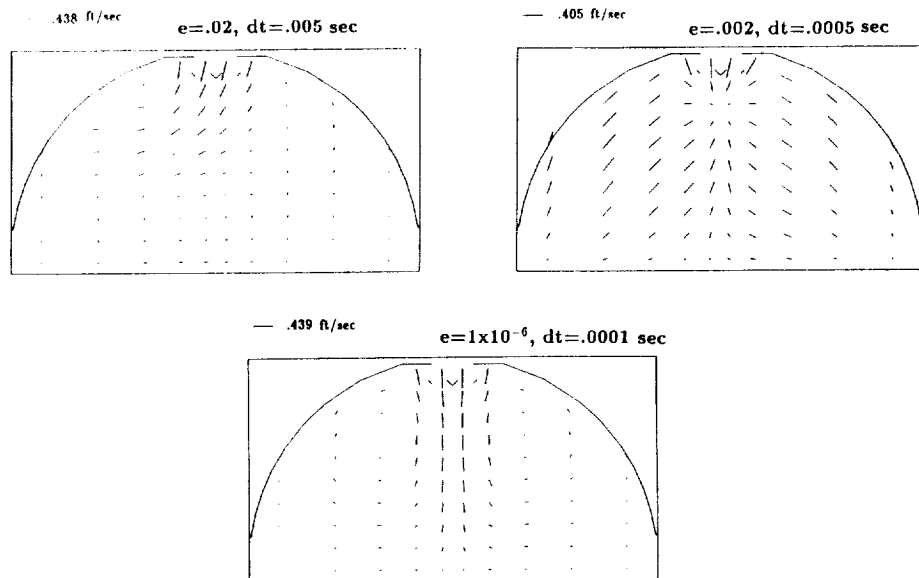 .438 ft/sec
e=.02, dt=.005 sec
.405 ft/sec
e=.002, dt=.0005 sec
.439 ft/sec
e=1x10⁻⁶, dt=.0001 sec